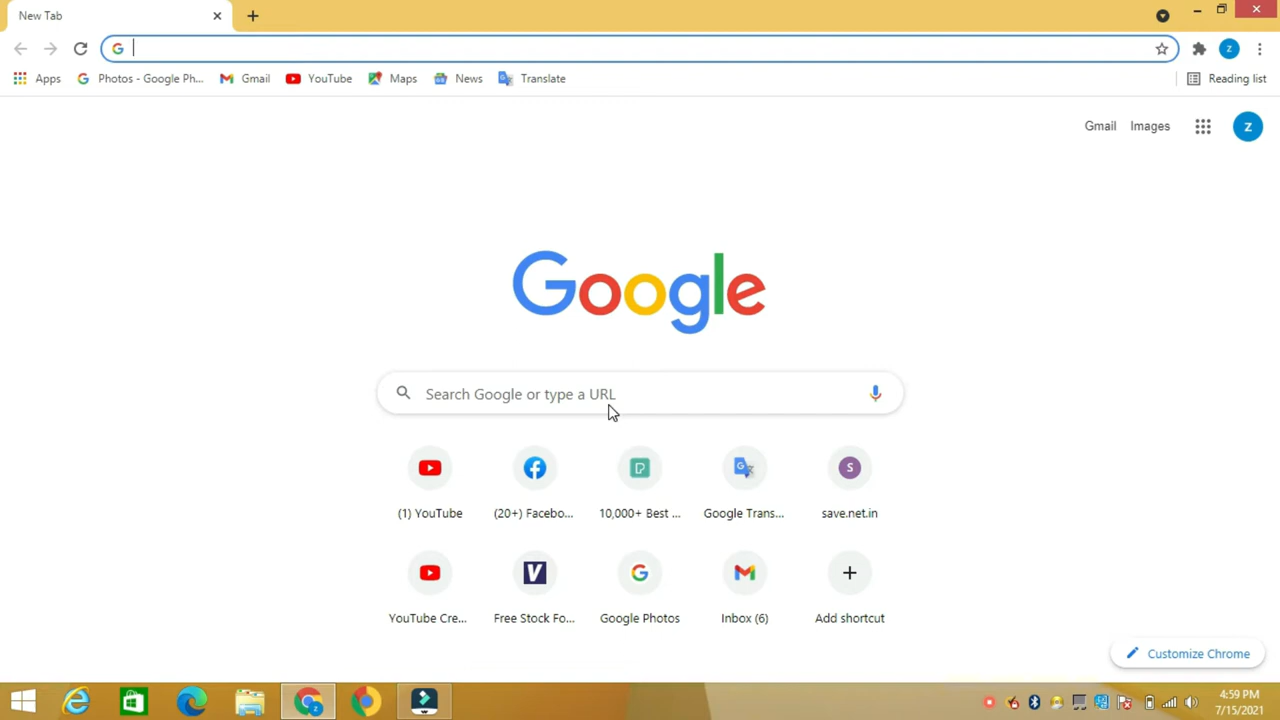 New Tab
Apps Photos - Google Ph... Gmail YouTube Maps News Translate Reading list
Gmail Images z
Google
Search Google or type a URL
(1) YouTube (20+) Facebo... 10,000+ Best ... Google Trans... save.net.in
YouTube Cre... Free Stock Fo... Google Photos Inbox (6) Add shortcut
Customize Chrome
4:59 PM
7/15/2021